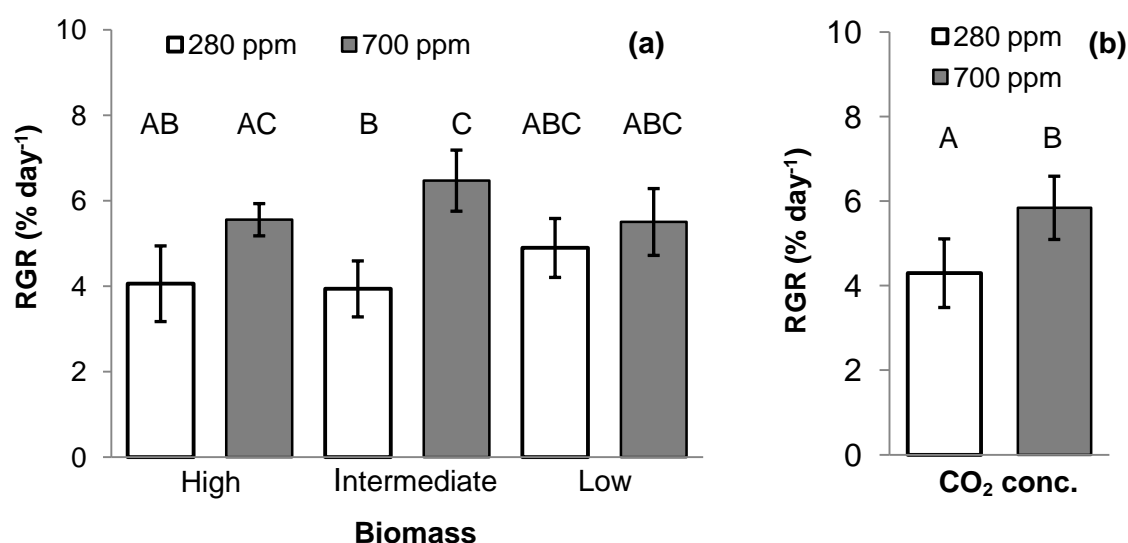 10
8
6
4
2
0
RGR (% day⁻¹)
280 ppm 700 ppm
(a)
AB AC B C ABC ABC
High Intermediate Low
Biomass
10
8
6
4
2
0
RGR (% day⁻¹)
280 ppm
700 ppm
(b)
A B
CO₂ conc.